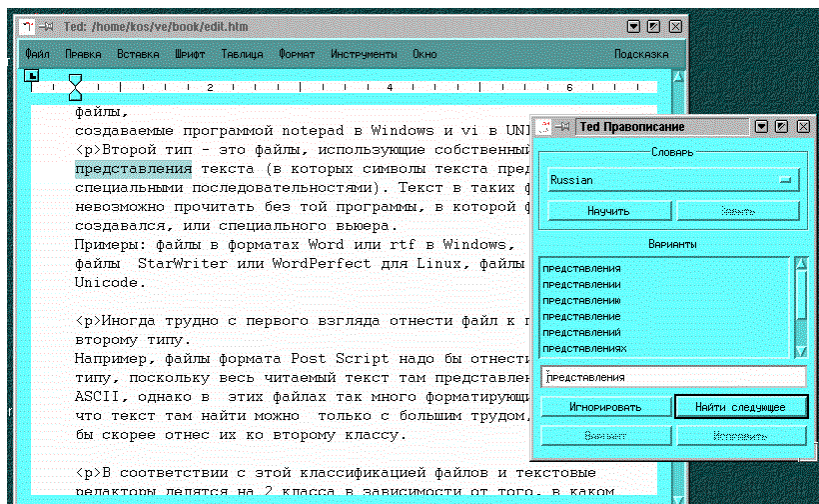 Ted: /home/kos/ve/book/edit.htm
Файл Правка Вставка Шрифт Таблица Формат Инструменты Окно Подсказка
2 4 6
файлы,
создаваемые программой notepad в Windows и vi в UNI
<p>Второй тип - это файлы, использующие собственный
представления текста (в которых символы текста пред
специальными последовательностями). Текст в таких ф
невозможно прочитать без той программы, в которой ф
создавался, или специального вьюера.
Примеры: файлы в форматах Word или rtf в Windows,
файлы StarWriter или WordPerfect для Linux, файлы
Unicode.
<p>Иногда трудно с первого взгляда отнести файл к п
второму типу.
Например, файлы формата Post Script надо бы отнести
типу, поскольку весь читаемый текст там представлен
ASCII, однако в этих файлах так много форматирующи
что текст там найти можно только с большим трудом,
бы скорее отнес их ко второму классу.
<p>В соответствии с этой классификацией файлов и текстовые
редакторы делятся на 2 класса в зависимости от того, в каком
Ted Правописание
Словарь
Russian
Научить Забыть
Варианты
представления
представлении
представлению
представление
представлений
представлениях
представления
Игнорировать Найти следующее
Вариант Исправить